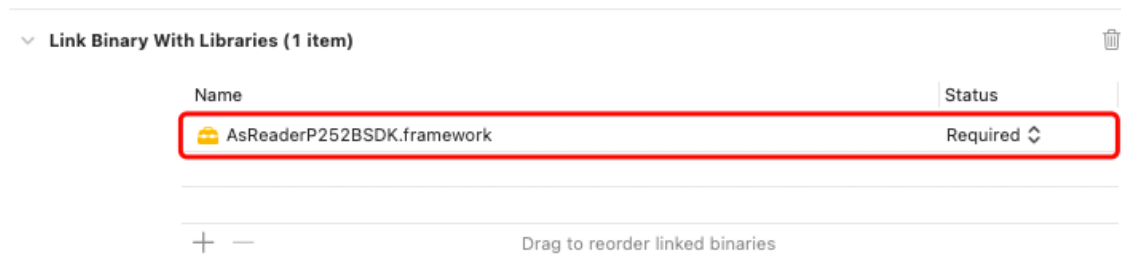 Link Binary With Libraries (1 item)
Name Status
AsReaderP252BSDK.framework Required
Drag to reorder linked binaries